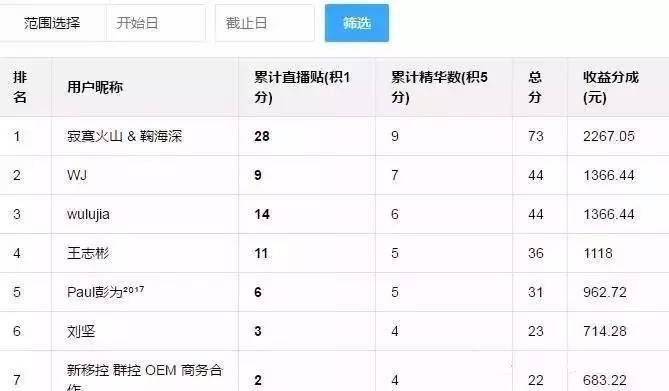 范围选择 开始日 截止日 筛选
排名 用户昵称 累计直播贴(积1分) 累计精华数(积5分) 总分 收益分成(元)
1 寂寞火山 & 鞠海深 28 9 73 2267.05
2 WJ 9 7 44 1366.44
3 wulujia 14 6 44 1366.44
4 王志彬 11 5 36 1118
5 Paul彭为²⁰¹⁷ 6 5 31 962.72
6 刘坚 3 4 23 714.28
7 新移控 群控 OEM 商务合作 2 4 22 683.22